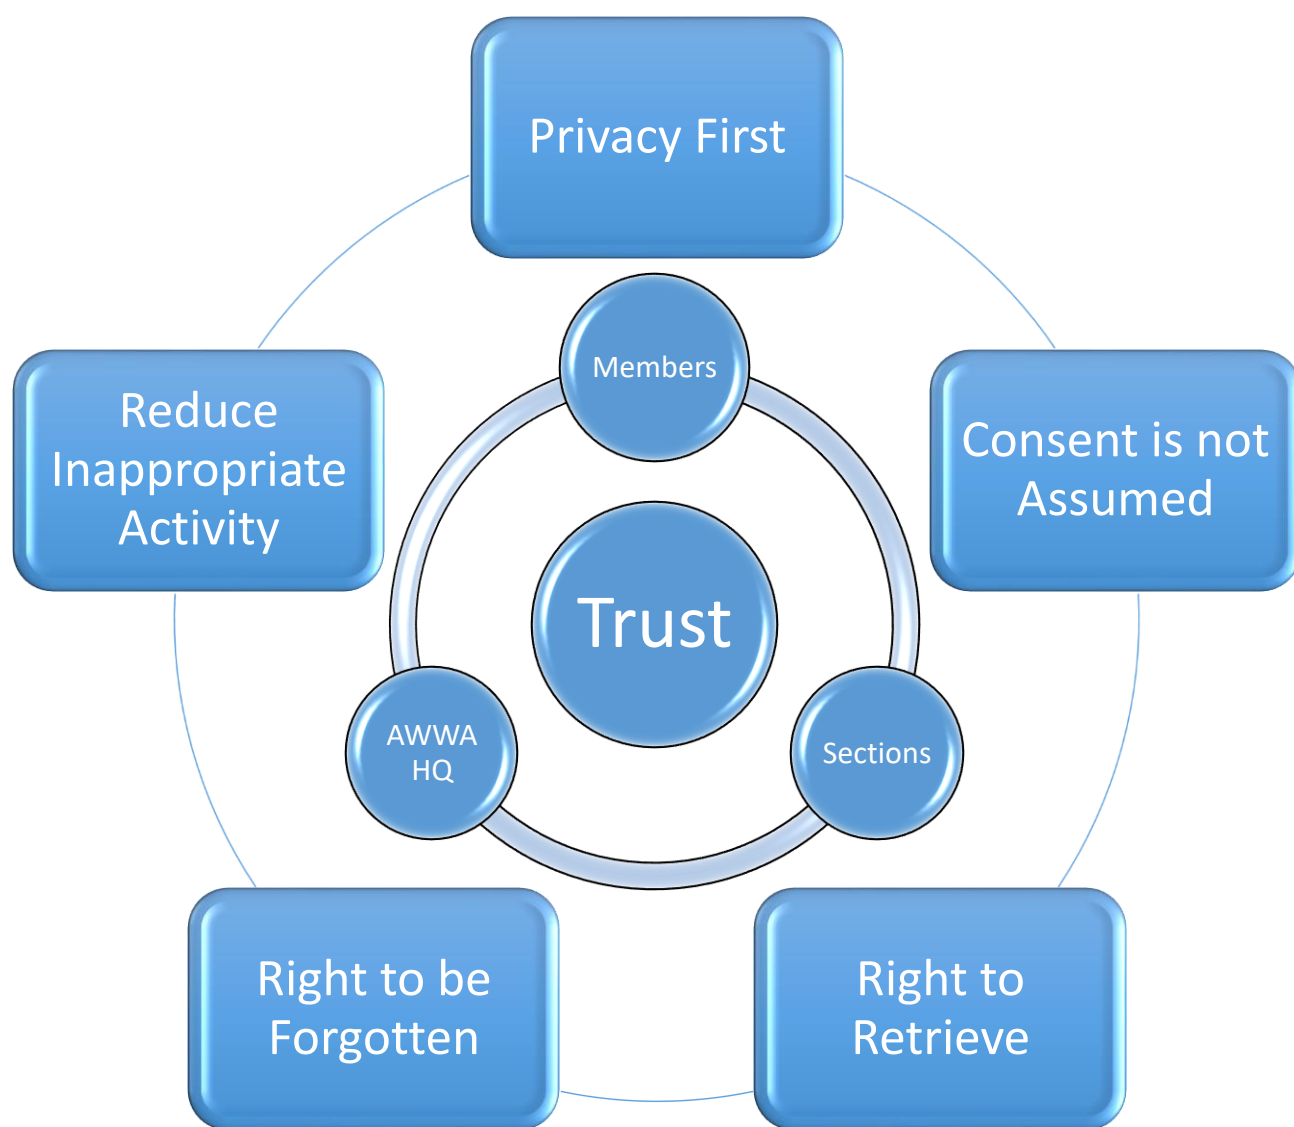 Privacy First
Members
Reduce
Inappropriate
Activity
Consent is not
Assumed
Trust
AWWA
HQ
Sections
Right to be
Forgotten
Right to
Retrieve